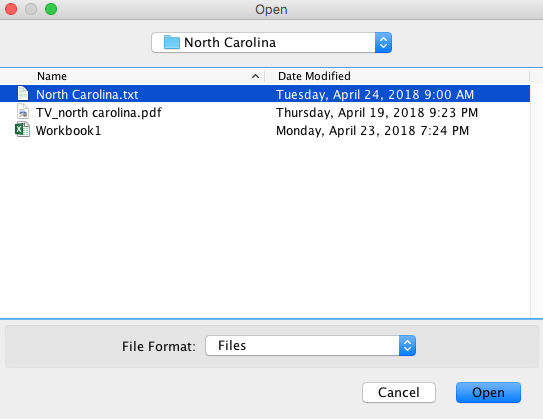 Open
North Carolina
Name Date Modified
North Carolina.txt Tuesday, April 24, 2018 9:00 AM
TV_north carolina.pdf Thursday, April 19, 2018 9:23 PM
Workbook1 Monday, April 23, 2018 7:24 PM
File Format: Files
Cancel Open